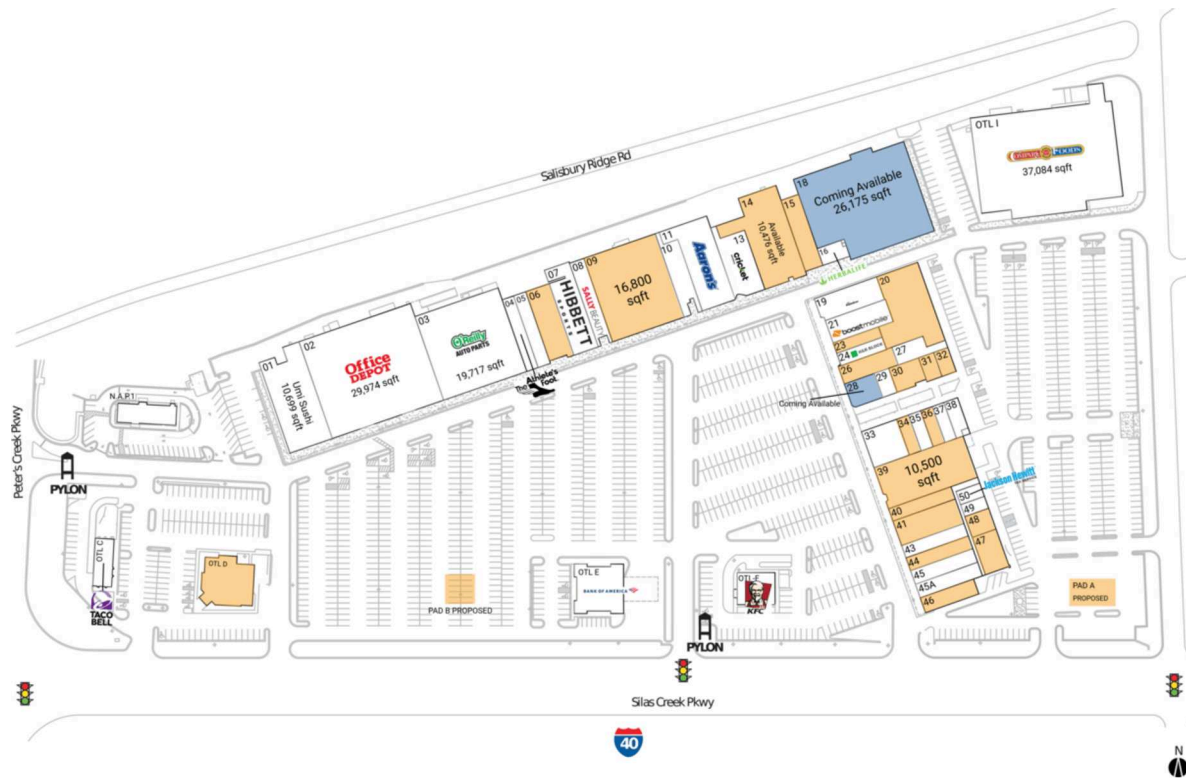 Salisbury Ridge Rd
OTL I
FOODS
37,084 sqft
18
Coming Available
26,175 sqft
14
15
Available
10,476 sqft
16
HERBALIFE
13
cricket
11
10
Aaron's
09
16,800
sqft
08
SALLY BEAUTY
07
HIBBETT
SPORTS
06
05
04
The Athlete's
Foot
03
O'Reilly
AUTO PARTS
19,717 sqft
02
Office
DEPOT
29,974 sqft
01
Umi Sushi
10,699 sqft
19
20
21
boostmobile
23
24
H&R BLOCK
26
27
28
29
30
31
32
Coming Available
33
34
35
36
37
38
39
10,500
sqft
Jackson Hewitt
50
49
40
41
48
47
43
44
45
45A
46
N.A.P.1
Peter's Creek Pkwy
PYLON
OTL C
TACO
BELL
OTL D
PAD B PROPOSED
OTL E
BANK OF AMERICA
OTL F
KFC
PYLON
PAD A
PROPOSED
Silas Creek Pkwy
40
N